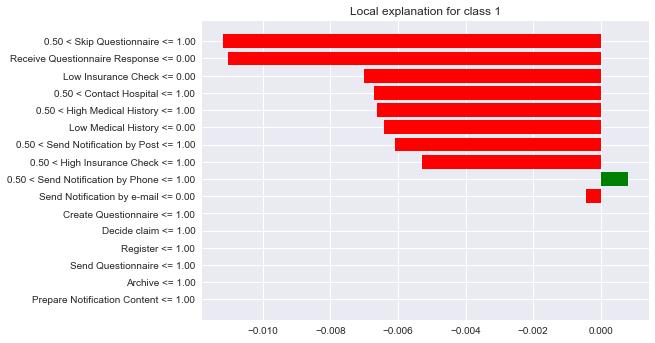 Local explanation for class 1
0.50 < Skip Questionnaire <= 1.00
Receive Questionnaire Response <= 0.00
Low Insurance Check <= 0.00
0.50 < Contact Hospital <= 1.00
0.50 < High Medical History <= 1.00
Low Medical History <= 0.00
0.50 < Send Notification by Post <= 1.00
0.50 < High Insurance Check <= 1.00
0.50 < Send Notification by Phone <= 1.00
Send Notification by e-mail <= 0.00
Create Questionnaire <= 1.00
Decide claim <= 1.00
Register <= 1.00
Send Questionnaire <= 1.00
Archive <= 1.00
Prepare Notification Content <= 1.00
−0.010 −0.008 −0.006 −0.004 −0.002 0.000